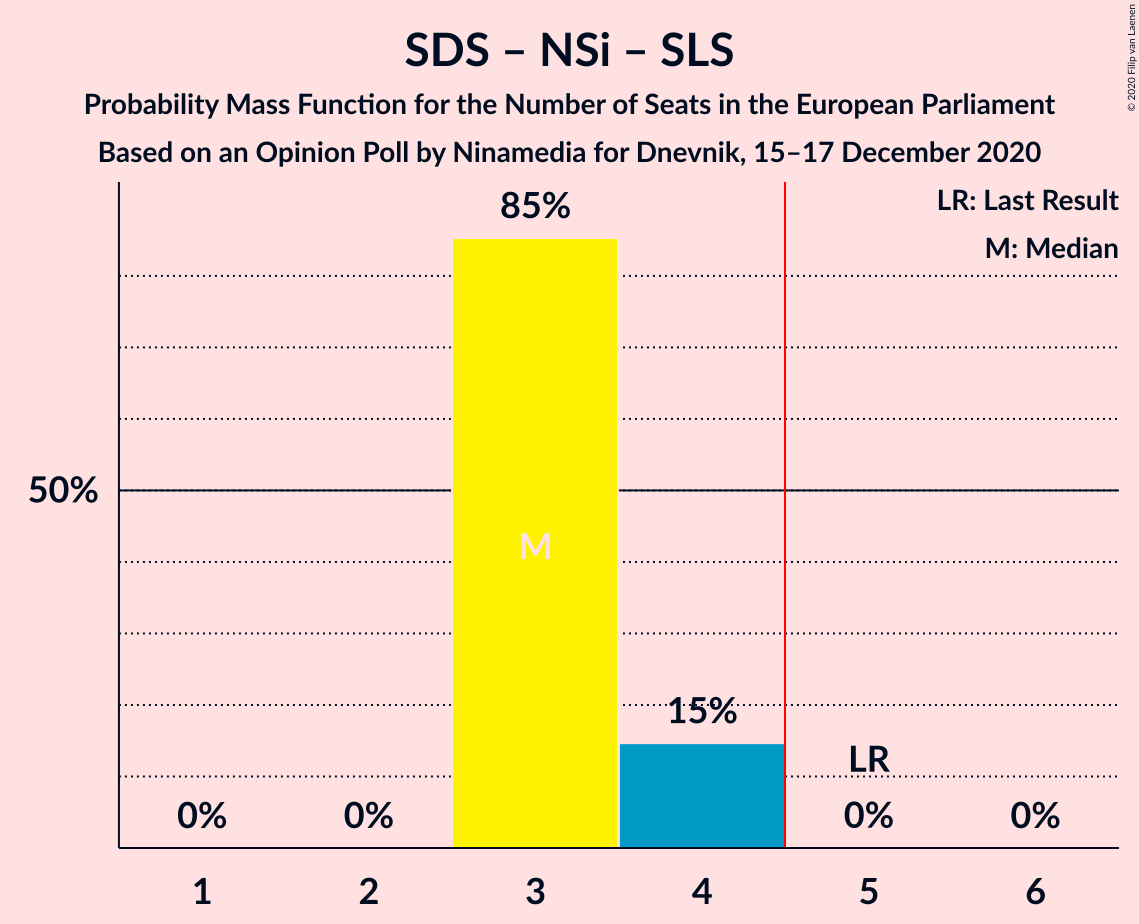 SDS – NSi – SLS
Probability Mass Function for the Number of Seats in the European Parliament
Based on an Opinion Poll by Ninamedia for Dnevnik, 15–17 December 2020
© 2020 Filip van Laenen
LR: Last Result
M: Median
85%
50%
M
15%
LR
0% 0% 0% 0%
1 2 3 4 5 6